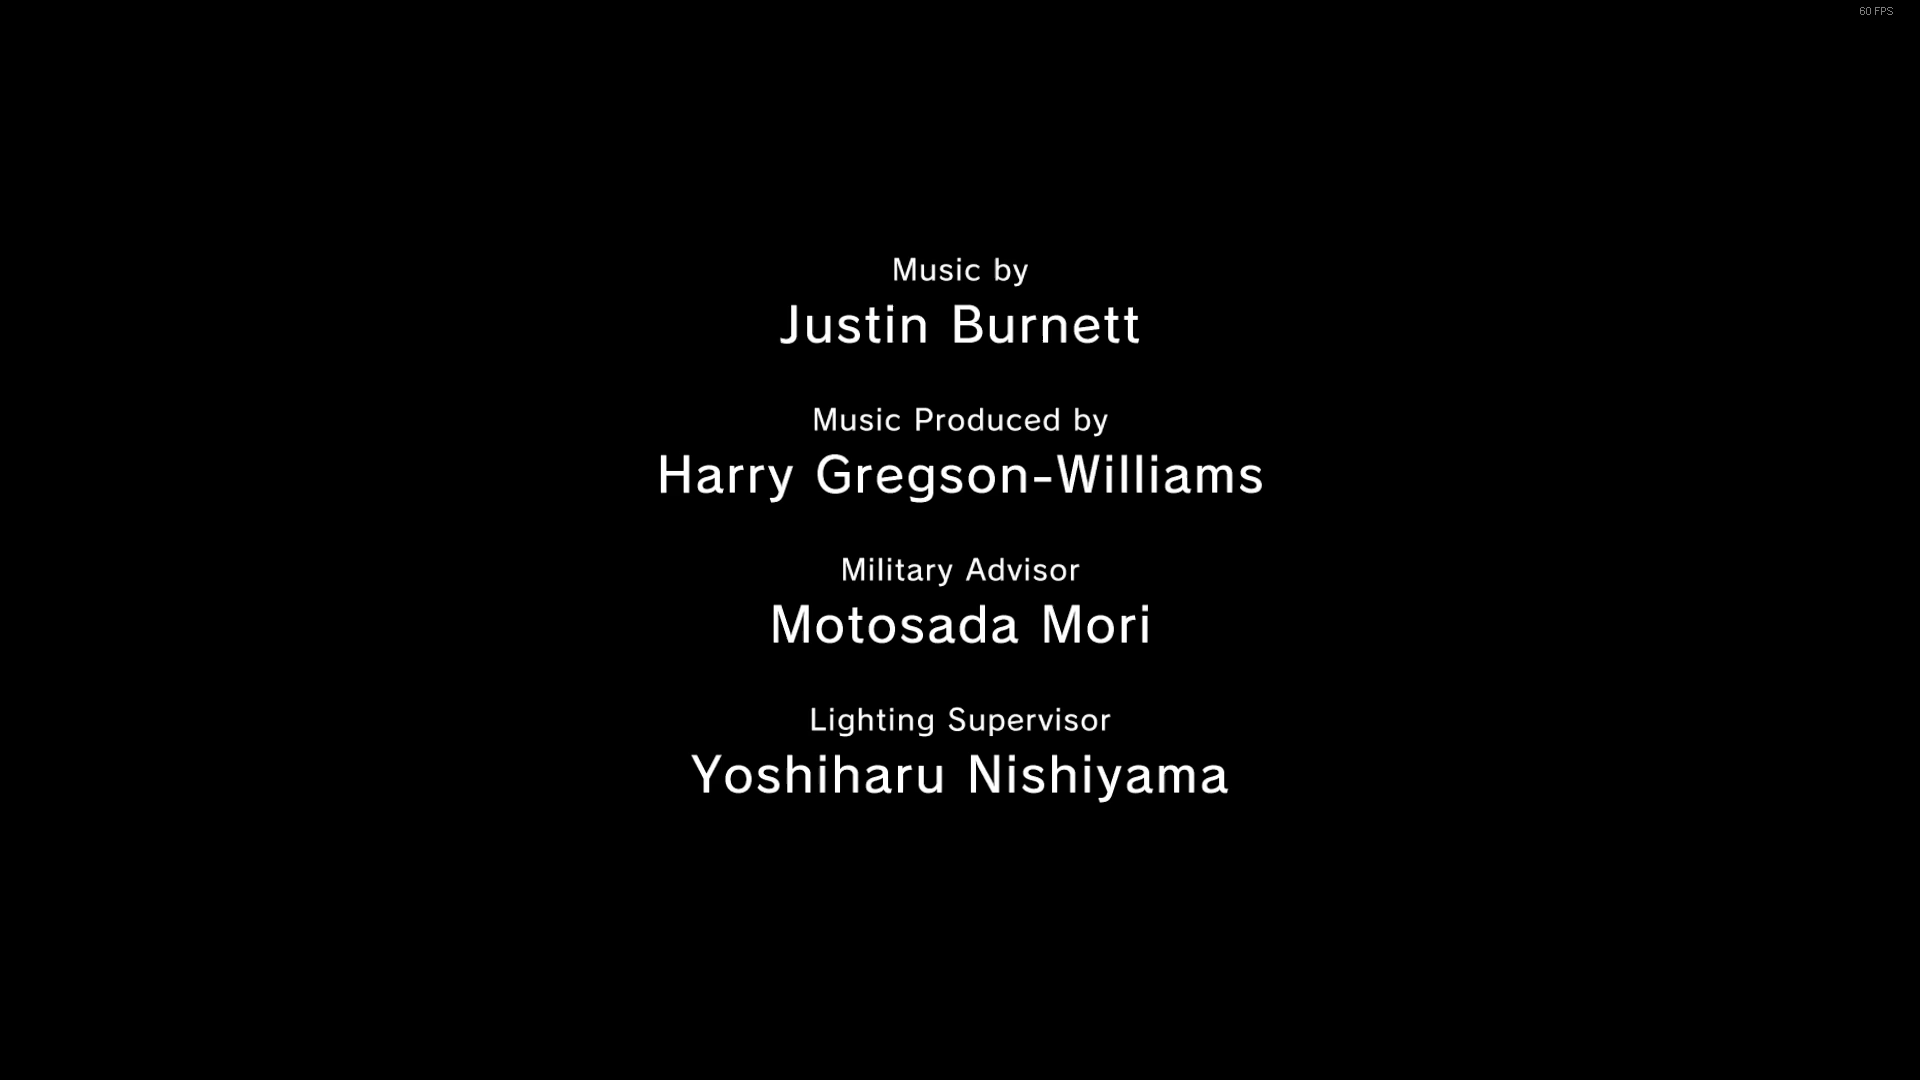 60 FPS
Music by
Justin Burnett
Music Produced by
Harry Gregson-Williams
Military Advisor
Motosada Mori
Lighting Supervisor
Yoshiharu Nishiyama